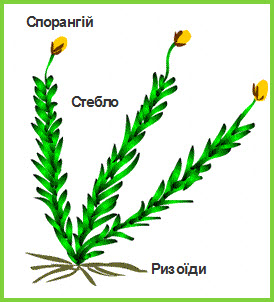 Спорангій
Стебло
Ризоїди